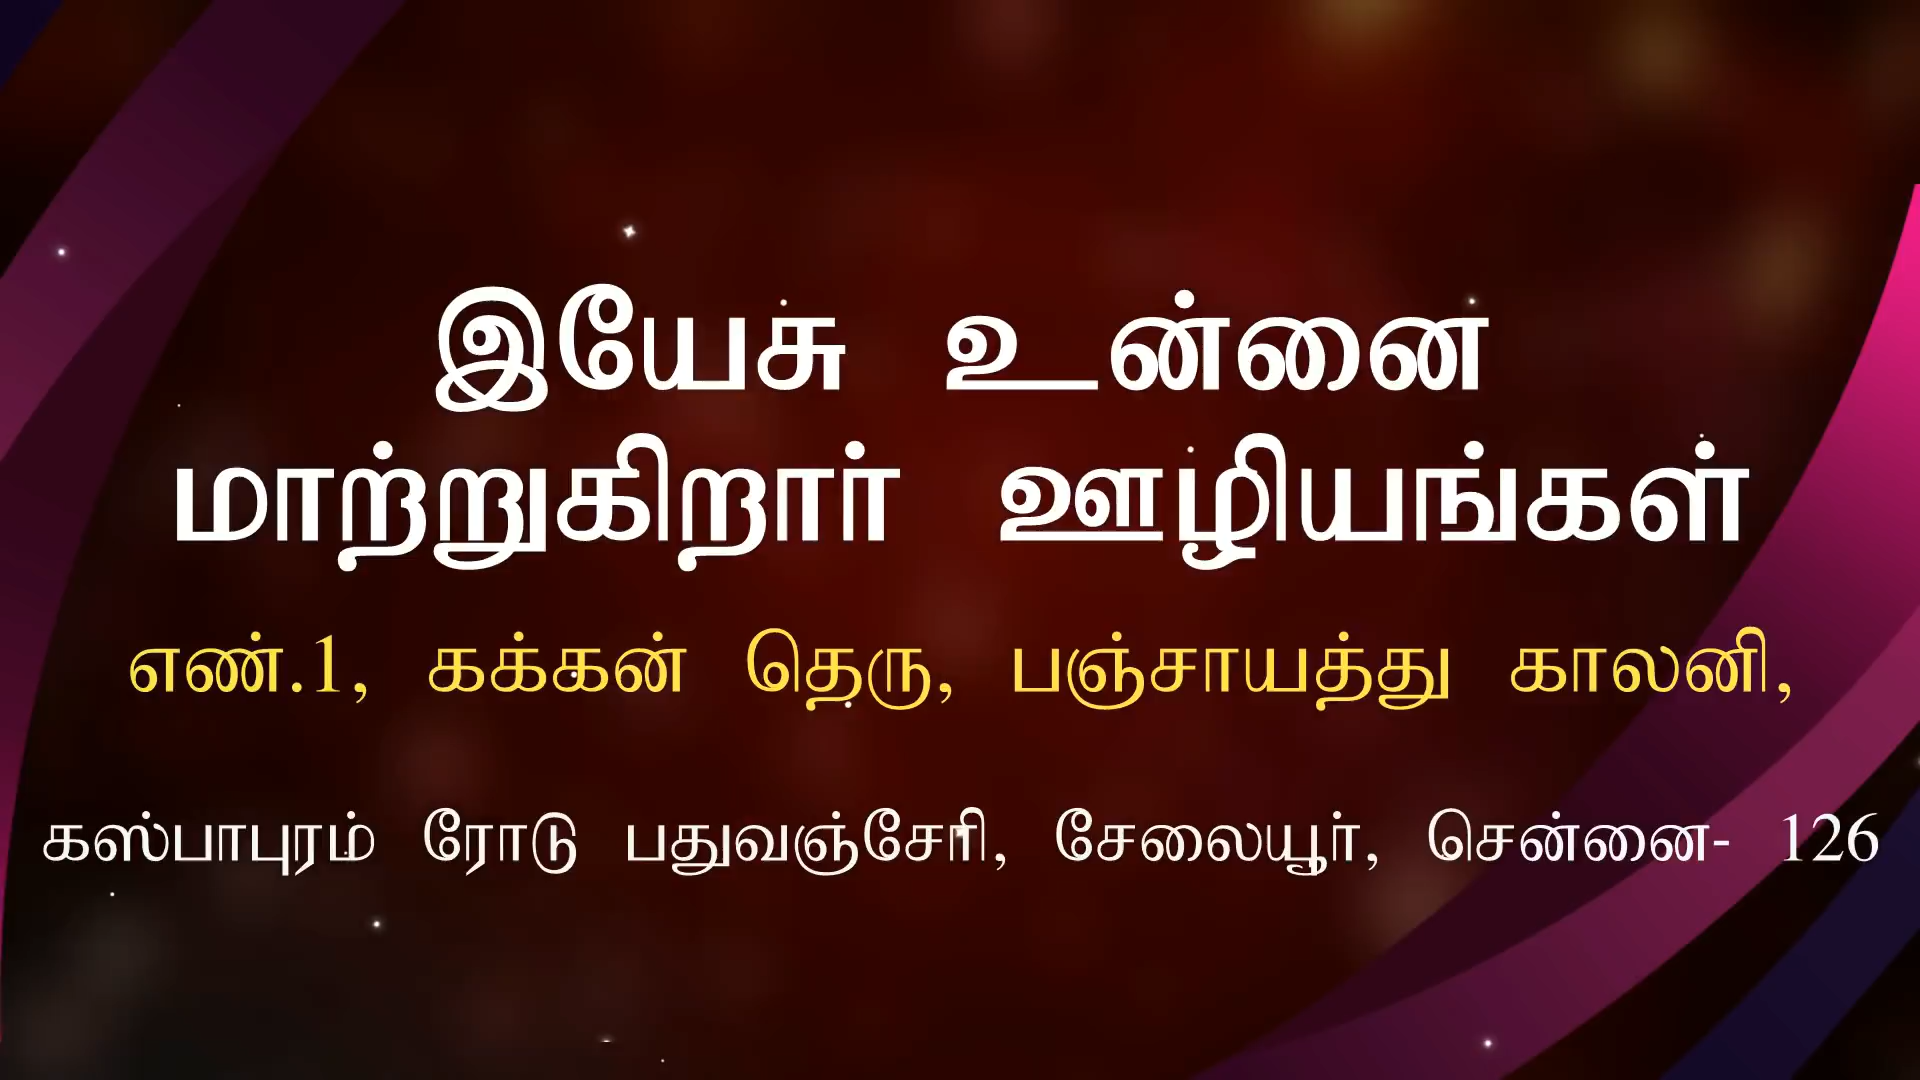 இயேசு உன்னை
மாற்றுகிறார் ஊழியங்கள்
எண்.1, கக்கன் தெரு, பஞ்சாயத்து காலனி,
கஸ்பாபுரம் ரோடு பதுவஞ்சேரி, சேலையூர், சென்னை- 126